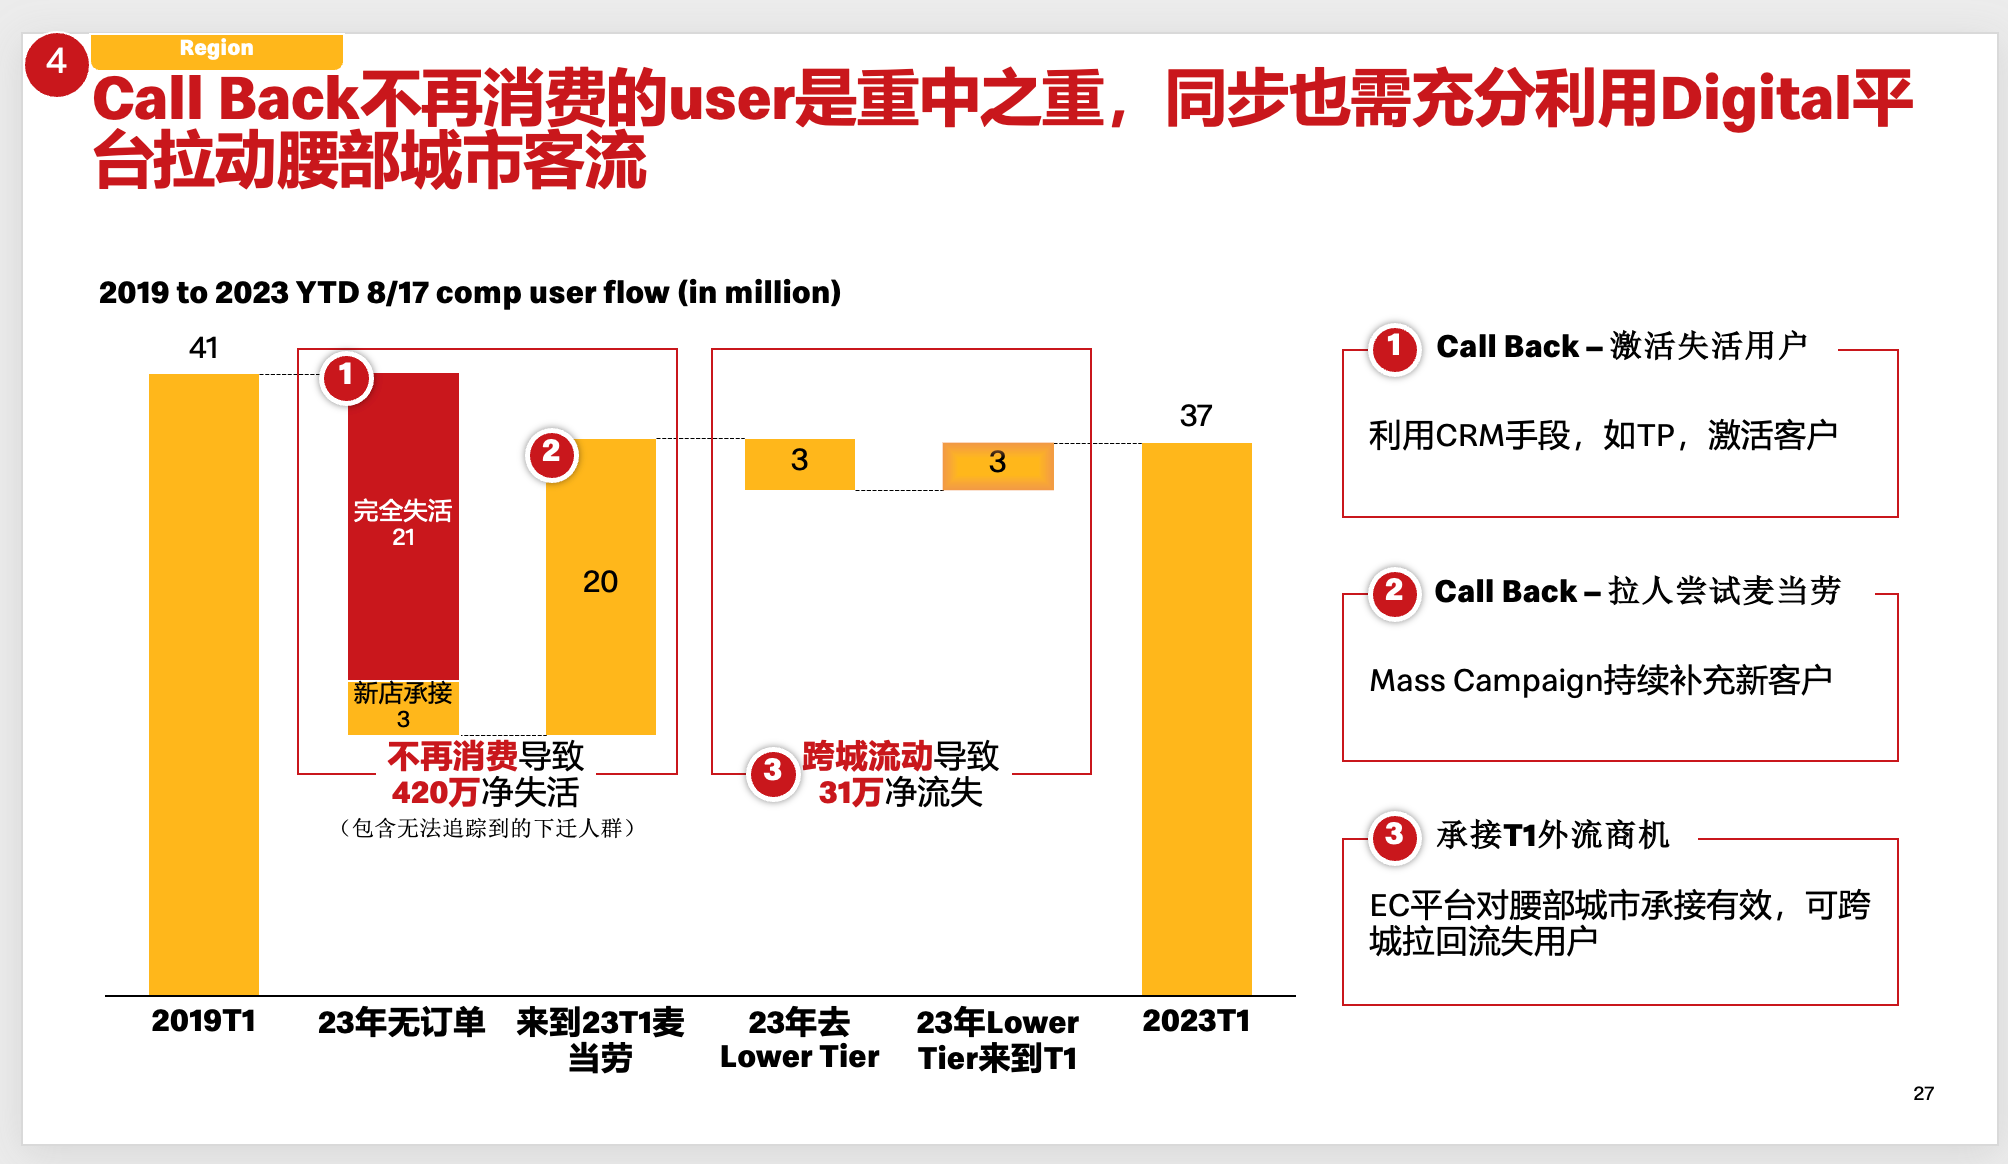 4
Region
Call Back不再消费的user是重中之重，同步也需充分利用Digital平
台拉动腰部城市客流
2019 to 2023 YTD 8/17 comp user flow (in million)
41
1
完全失活
21
新店承接
3
2
20
不再消费导致
420万净失活
（包含无法追踪到的下迁人群）
3
3
3
跨城流动导致
31万净流失
37
2019T1
23年无订单
来到23T1麦
当劳
23年去
Lower Tier
23年Lower
Tier来到T1
2023T1
1 Call Back – 激活失活用户
利用CRM手段，如TP，激活客户
2 Call Back – 拉人尝试麦当劳
Mass Campaign持续补充新客户
3 承接T1外流商机
EC平台对腰部城市承接有效，可跨
城拉回流失用户
27